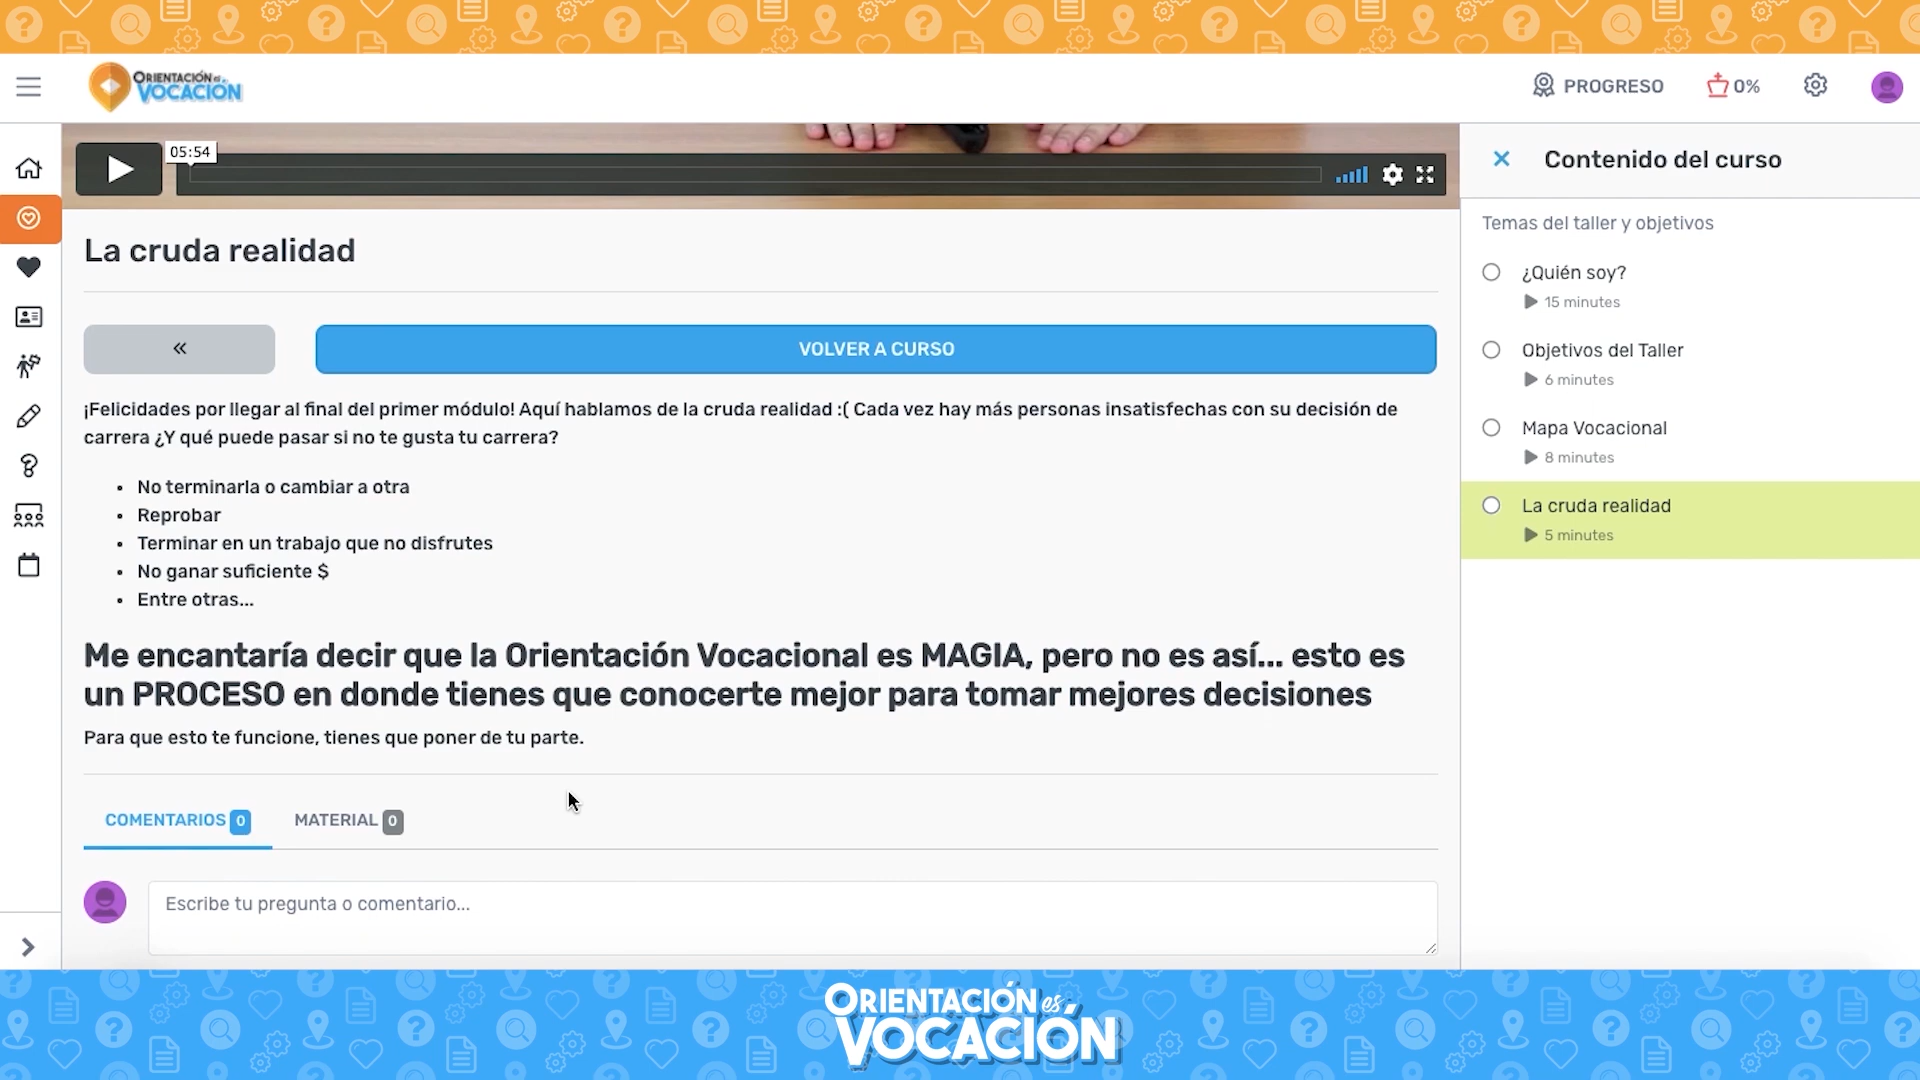 ORIENTACIÓN es
VOCACIÓN
PROGRESO
0%
05:54
La cruda realidad
«
VOLVER A CURSO
¡Felicidades por llegar al final del primer módulo! Aquí hablamos de la cruda realidad :( Cada vez hay más personas insatisfechas con su decisión de
carrera ¿Y qué puede pasar si no te gusta tu carrera?
• No terminarla o cambiar a otra
• Reprobar
• Terminar en un trabajo que no disfrutes
• No ganar suficiente $
• Entre otras...
Me encantaría decir que la Orientación Vocacional es MAGIA, pero no es así... esto es
un PROCESO en donde tienes que conocerte mejor para tomar mejores decisiones
Para que esto te funcione, tienes que poner de tu parte.
COMENTARIOS 0
MATERIAL 0
Escribe tu pregunta o comentario...
Contenido del curso
Temas del taller y objetivos
¿Quién soy?
15 minutes
Objetivos del Taller
6 minutes
Mapa Vocacional
8 minutes
La cruda realidad
5 minutes
ORIENTACIÓN es
VOCACIÓN